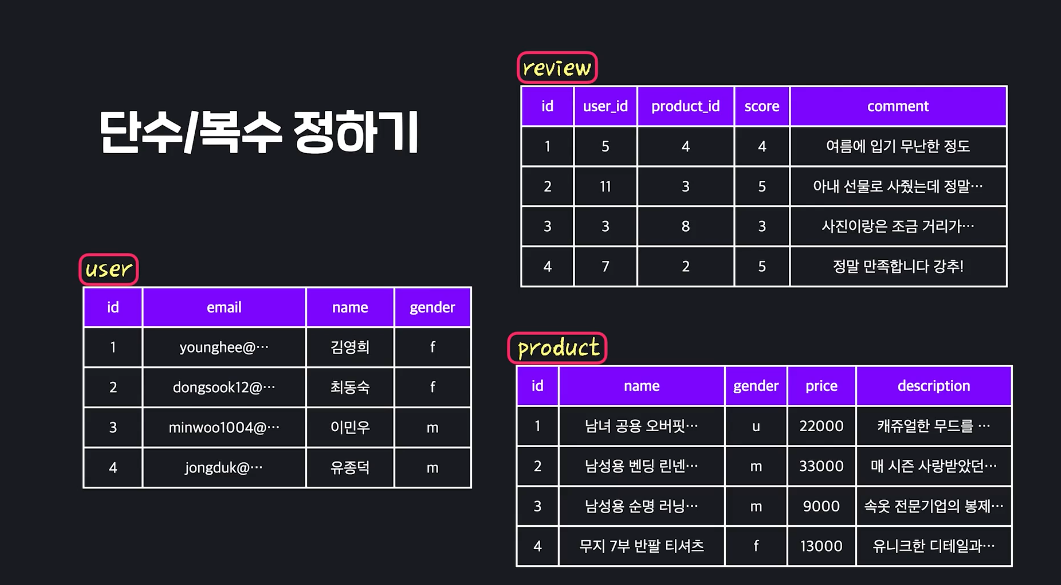 단수/복수 정하기
review
id user_id product_id score comment
1 5 4 4 여름에 입기 무난한 정도
2 11 3 5 아내 선물로 사줬는데 정말…
3 3 8 3 사진이랑은 조금 거리가…
4 7 2 5 정말 만족합니다 강추!
user
id email name gender
1 younghee@… 김영희 f
2 dongsook12@… 최동숙 f
3 minwoo1004@… 이민우 m
4 jongduk@… 유종덕 m
product
id name gender price description
1 남녀 공용 오버핏… u 22000 캐쥬얼한 무드를 …
2 남성용 벤딩 린넨… m 33000 매 시즌 사랑받았던…
3 남성용 순명 러닝… m 9000 속옷 전문기업의 봉제…
4 무지 7부 반팔 티셔츠 f 13000 유니크한 디테일과…